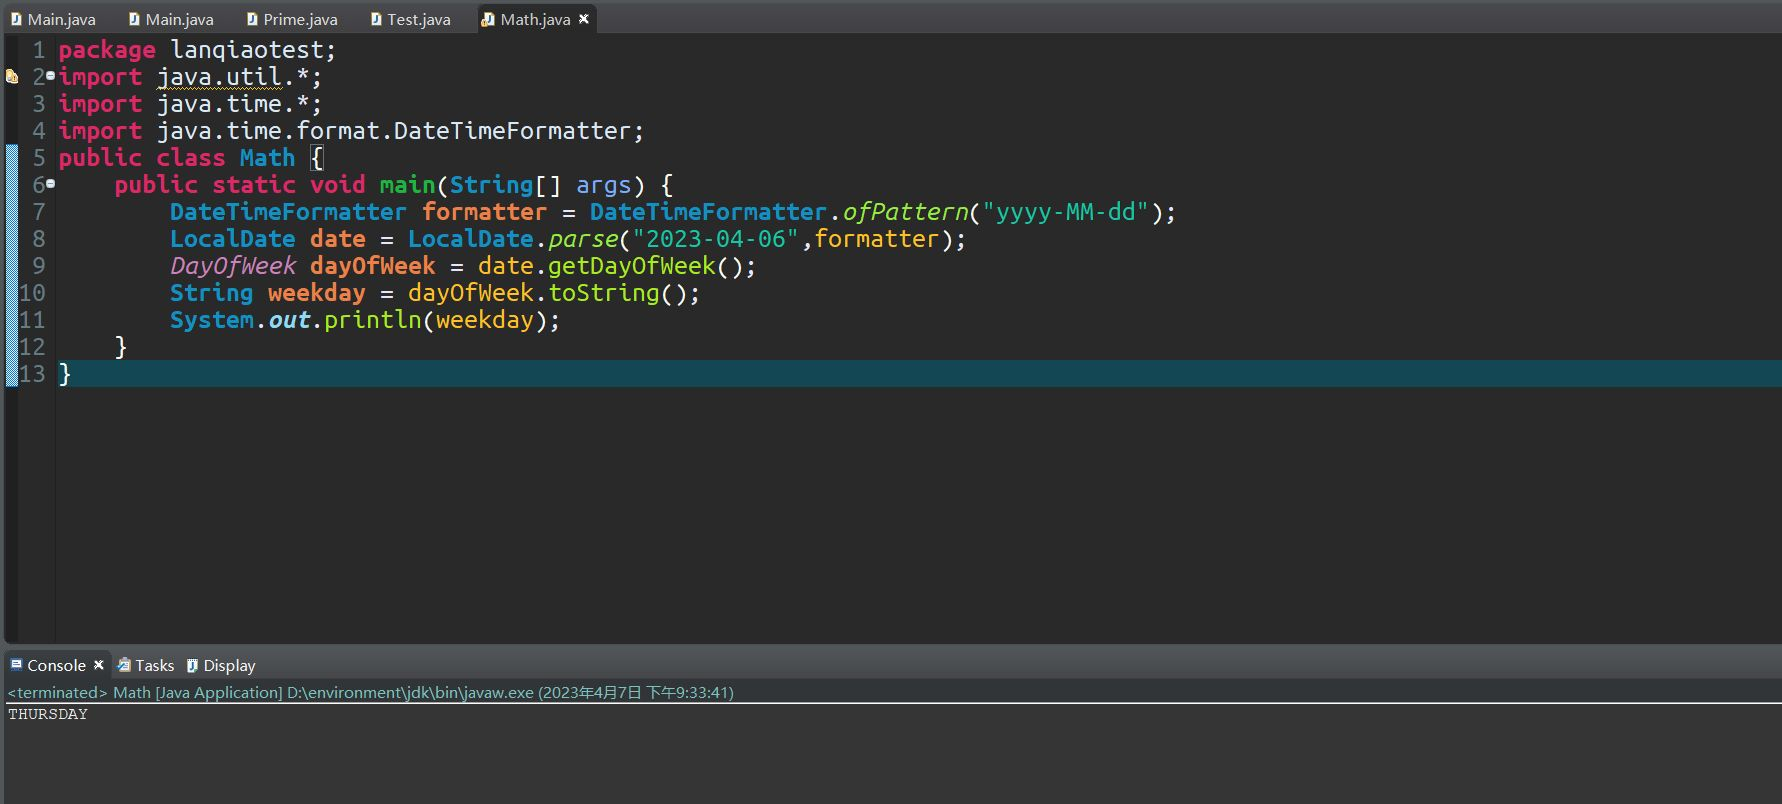 Main.java Main.java Prime.java Test.java Math.java
1 package lanqiaotest;
2 import java.util.*;
3 import java.time.*;
4 import java.time.format.DateTimeFormatter;
5 public class Math {
6 public static void main(String[] args) {
7 DateTimeFormatter formatter = DateTimeFormatter.ofPattern("yyyy-MM-dd");
8 LocalDate date = LocalDate.parse("2023-04-06",formatter);
9 DayOfWeek dayOfWeek = date.getDayOfWeek();
10 String weekday = dayOfWeek.toString();
11 System.out.println(weekday);
12 }
13 }
Console Tasks Display
<terminated> Math [Java Application] D:\environment\jdk\bin\javaw.exe (2023年4月7日 下午9:33:41)
THURSDAY